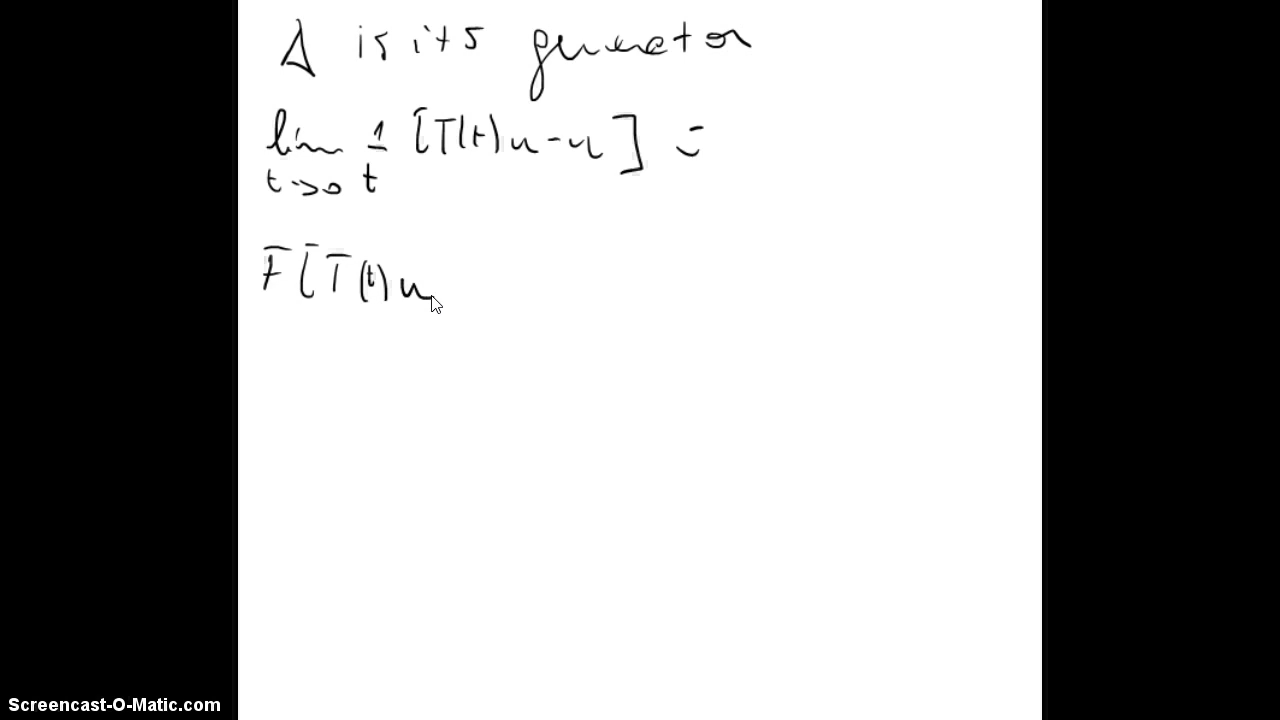 Δ is its generator
lim 1/t [T(t)u-u] =
t->0
F[T(t)u
Screencast-O-Matic.com